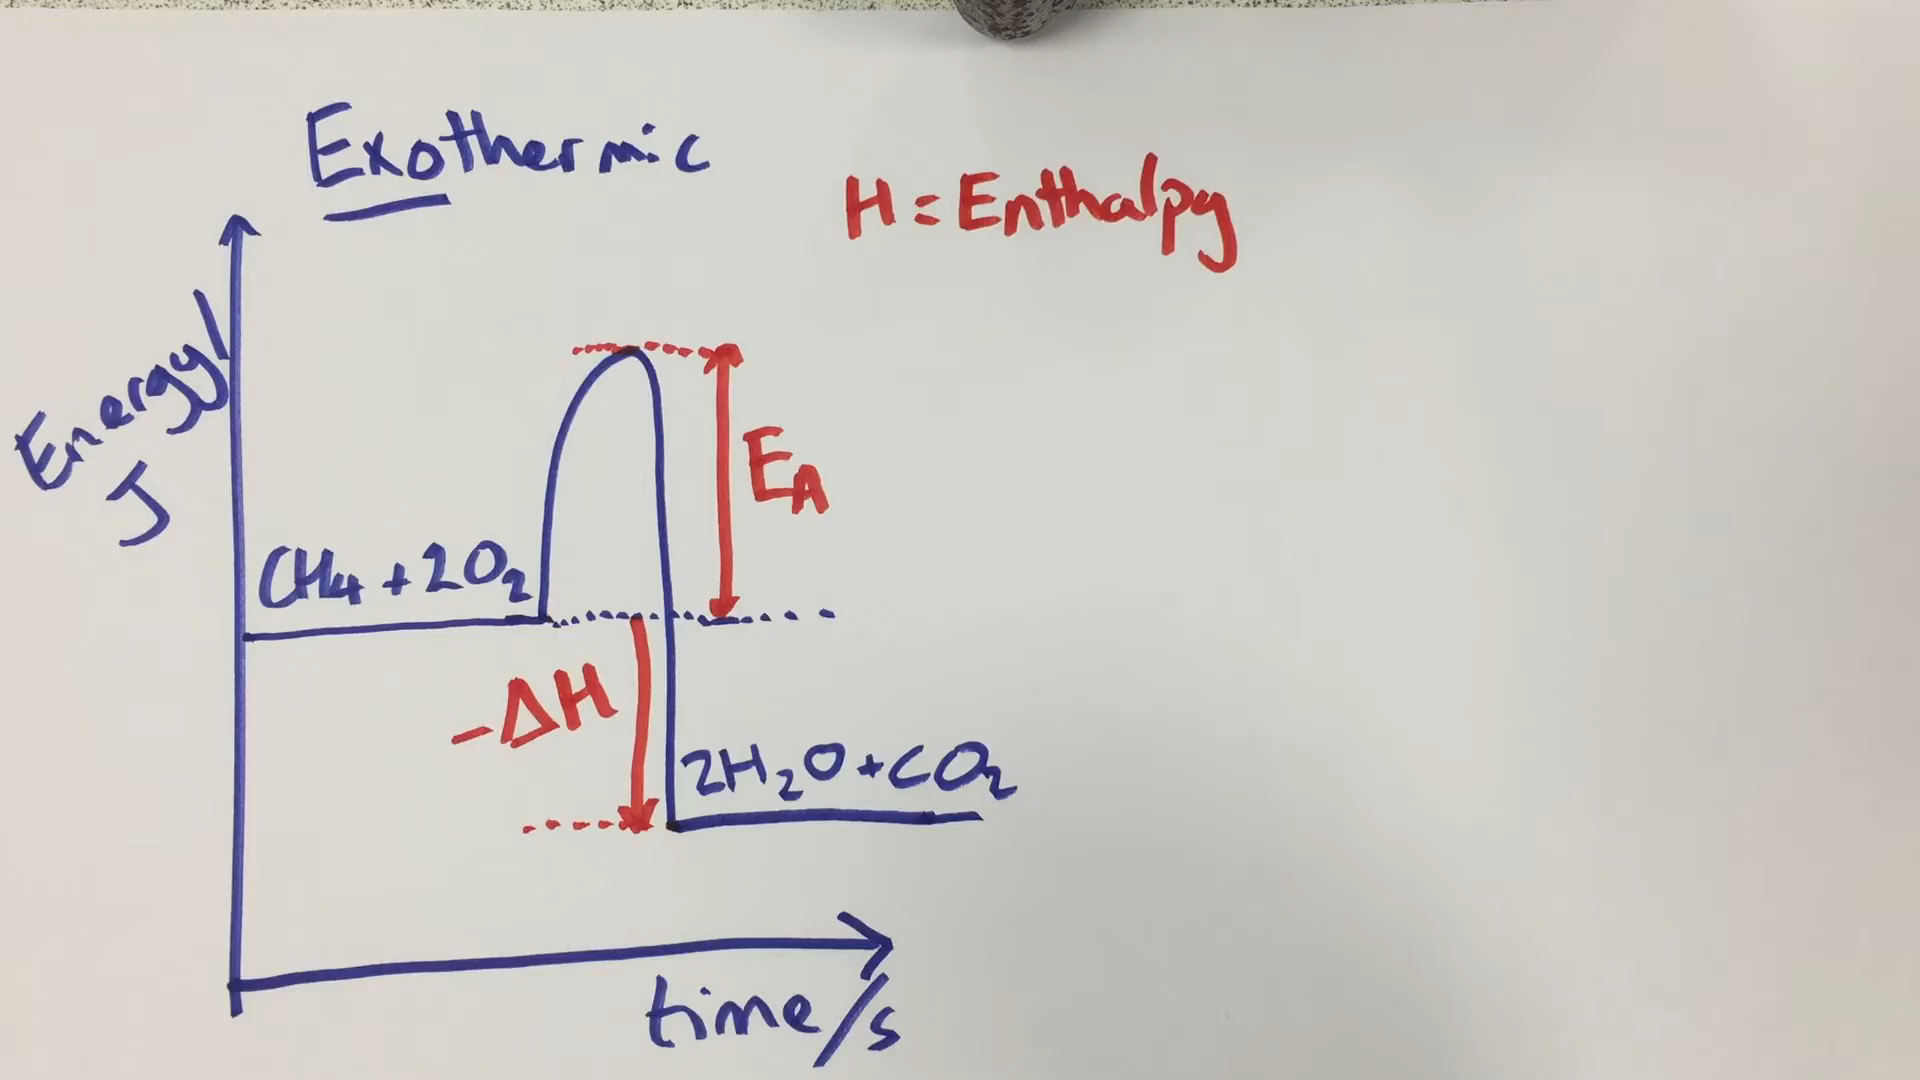 Exothermic
H = Enthalpy
Energy/
J
EA
CH4 + 2O2
-ΔH
2H2O + CO2
time/s